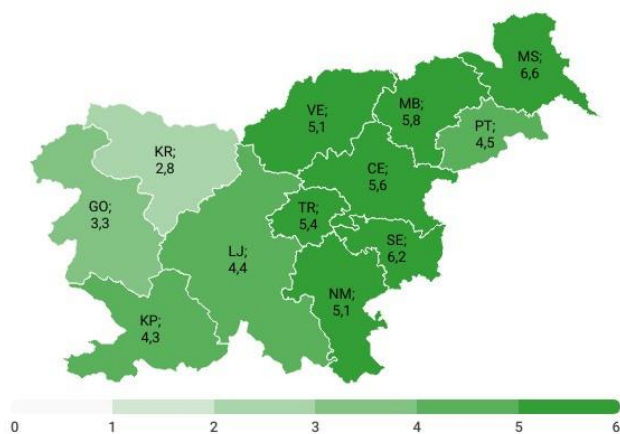 MS;
6,6
VE;
5,1
MB;
5,8
PT;
4,5
KR;
2,8
CE;
5,6
GO;
3,3
TR;
5,4
SE;
6,2
LJ;
4,4
NM;
5,1
KP;
4,3
0 1 2 3 4 5 6